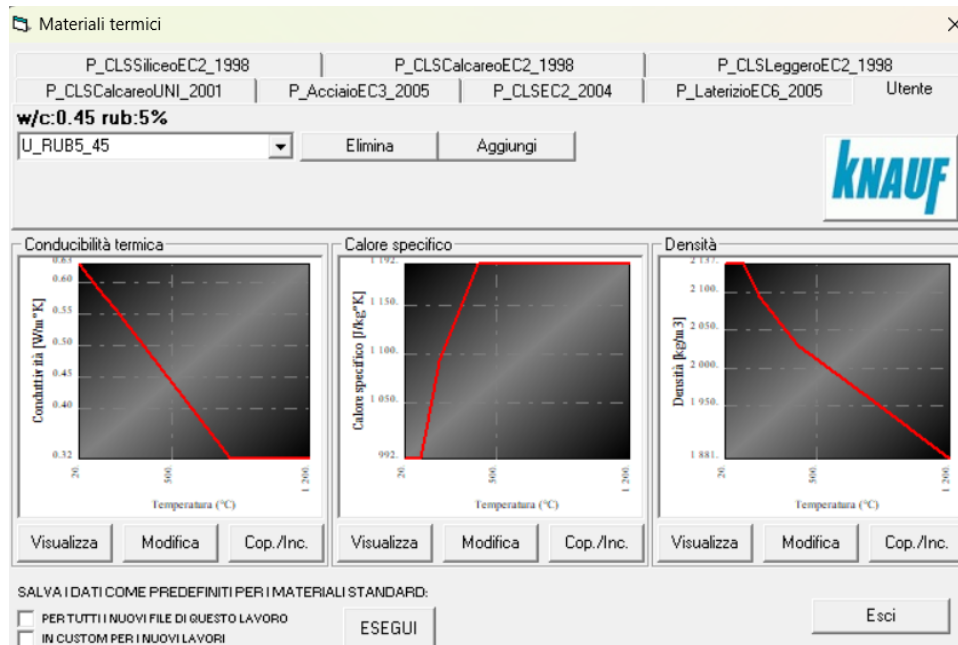 Materiali termici
P_CLSSiliceoEC2_1998 P_CLSCalcareoEC2_1998 P_CLSLeggeroEC2_1998
P_CLSCalcareoUNI_2001 P_AcciaioEC3_2005 P_CLSEC2_2004 P_LaterizioEC6_2005 Utente
w/c:0.45 rub:5%
U_RUB5_45 Elimina Aggiungi
KNAUF
Conducibilità termica
0.63
0.60
0.55
0.50
0.45
0.40
0.32
Conduttività [W/m*K]
20. 500. 1 200.
Temperatura (°C)
Visualizza Modifica Cop./Inc.
Calore specifico
1 192.
1 150.
1 100.
1 050.
992.
Calore specifico [J/kg*K]
20. 500. 1 200.
Temperatura (°C)
Visualizza Modifica Cop./Inc.
Densità
2 137.
2 100.
2 050.
2 000.
1 950.
1 881.
Densità [kg/m3]
20. 500. 1 200.
Temperatura (°C)
Visualizza Modifica Cop./Inc.
SALVA I DATI COME PREDEFINITI PER I MATERIALI STANDARD:
PER TUTTI I NUOVI FILE DI QUESTO LAVORO
IN CUSTOM PER I NUOVI LAVORI
ESEGUI
Esci